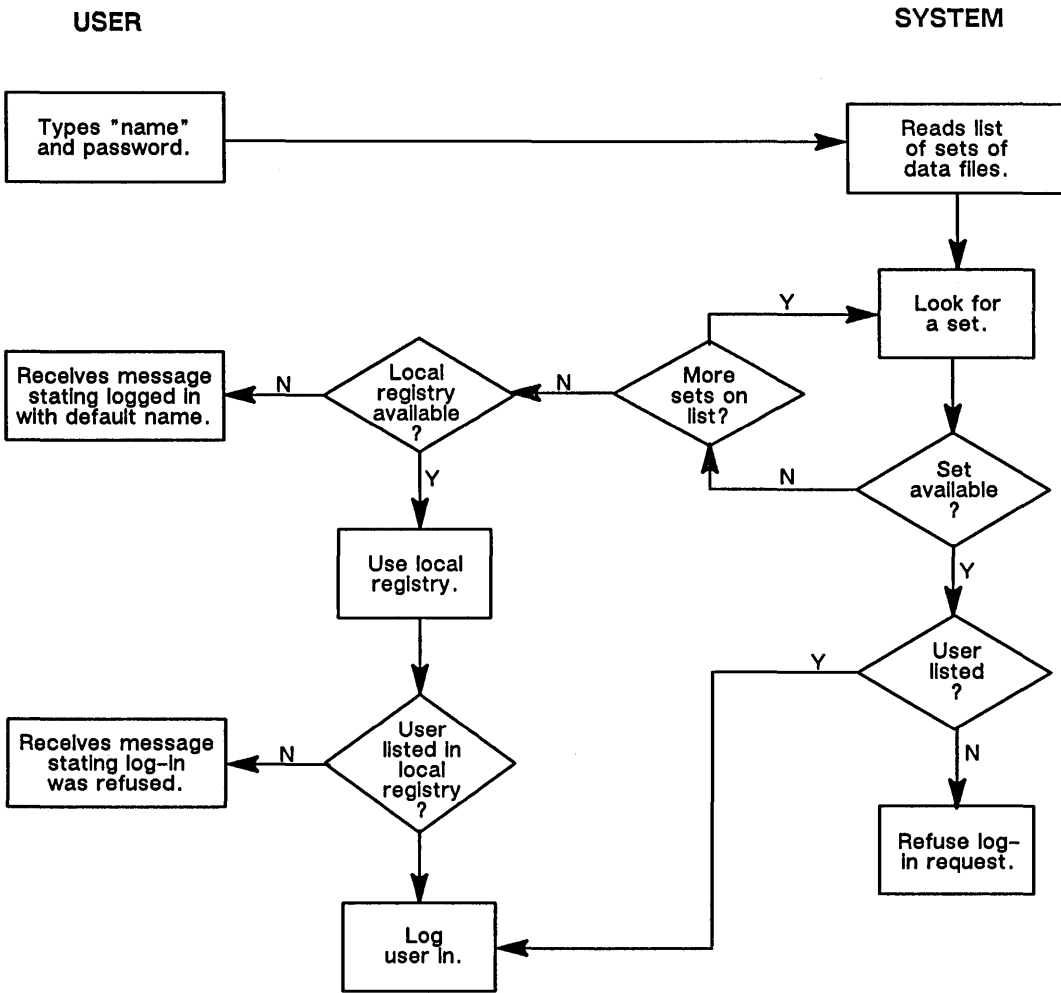 USER
SYSTEM
Types "name"
and password.
Reads list
of sets of
data files.
Look for
a set.
Y
More
sets on
list?
N
Local
registry
available
?
N
Receives message
stating logged in
with default name.
Y
N
Set
available
?
Use local
registry.
Y
User
listed
?
Y
User
listed in
local
registry
?
N
Receives message
stating log-in
was refused.
N
Refuse log-
in request.
Log
user in.